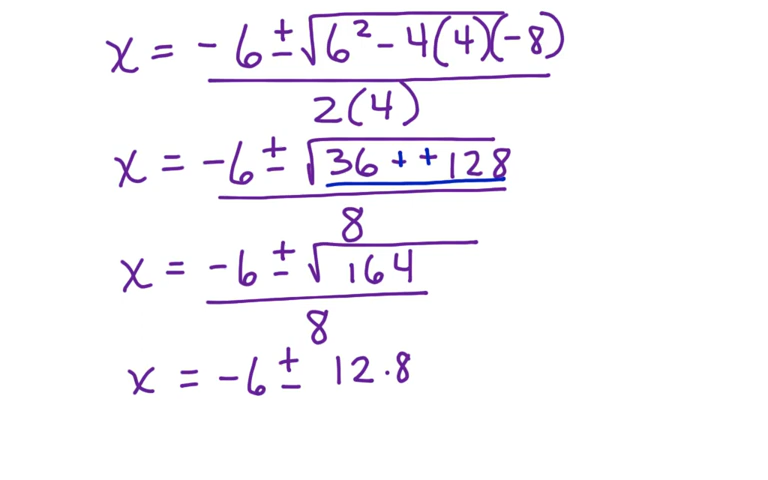 x = -6 ± √6² - 4(4)(-8)
2(4)
x = -6 ± √36 + + 128
8
x = -6 ± √164
8
x = -6 ± 12.8